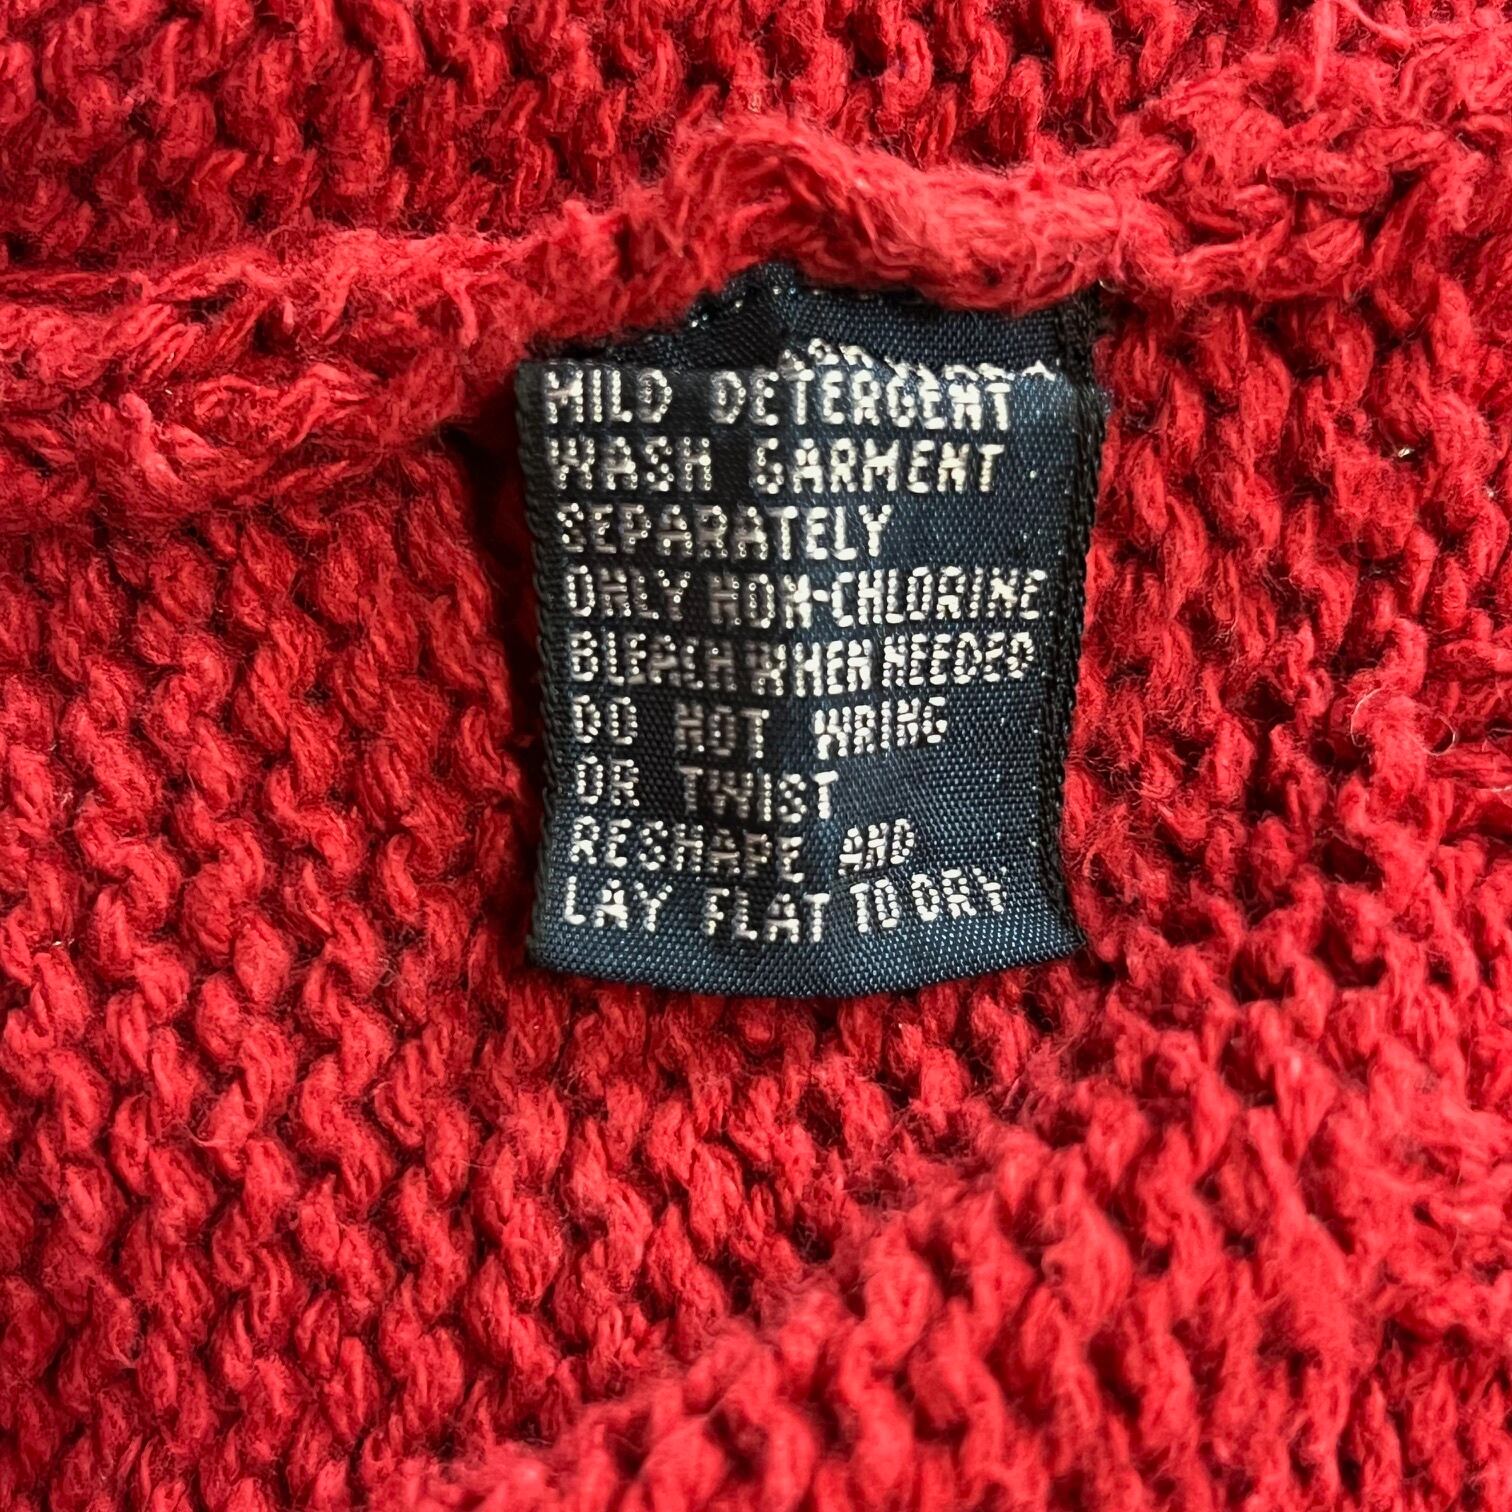 MILD DETERGENT
WASH GARMENT
SEPARATELY
ONLY NON-CHLORINE
BLEACH WHEN NEEDED
DO NOT WRING
OR TWIST
RESHAPE AND
LAY FLAT TO DRY